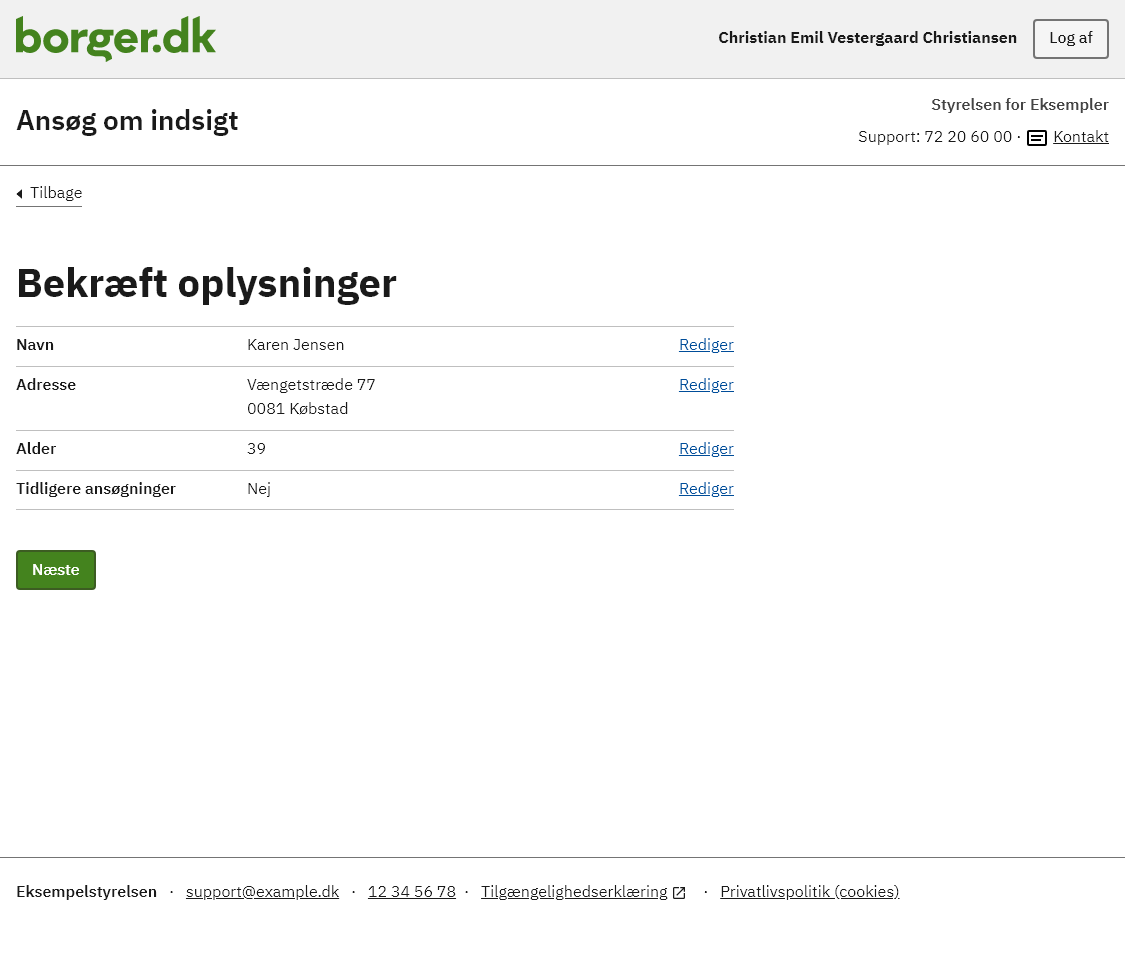 borger.dk
Christian Emil Vestergaard Christiansen
Log af
Ansøg om indsigt
Styrelsen for Eksempler
Support: 72 20 60 00 · Kontakt
Tilbage
Bekræft oplysninger
Navn Karen Jensen Rediger
Adresse Vængetstræde 77 Rediger
0081 Købstad
Alder 39 Rediger
Tidligere ansøgninger Nej Rediger
Næste
Eksempelstyrelsen · support@example.dk · 12 34 56 78 · Tilgængelighedserklæring · Privatlivspolitik (cookies)